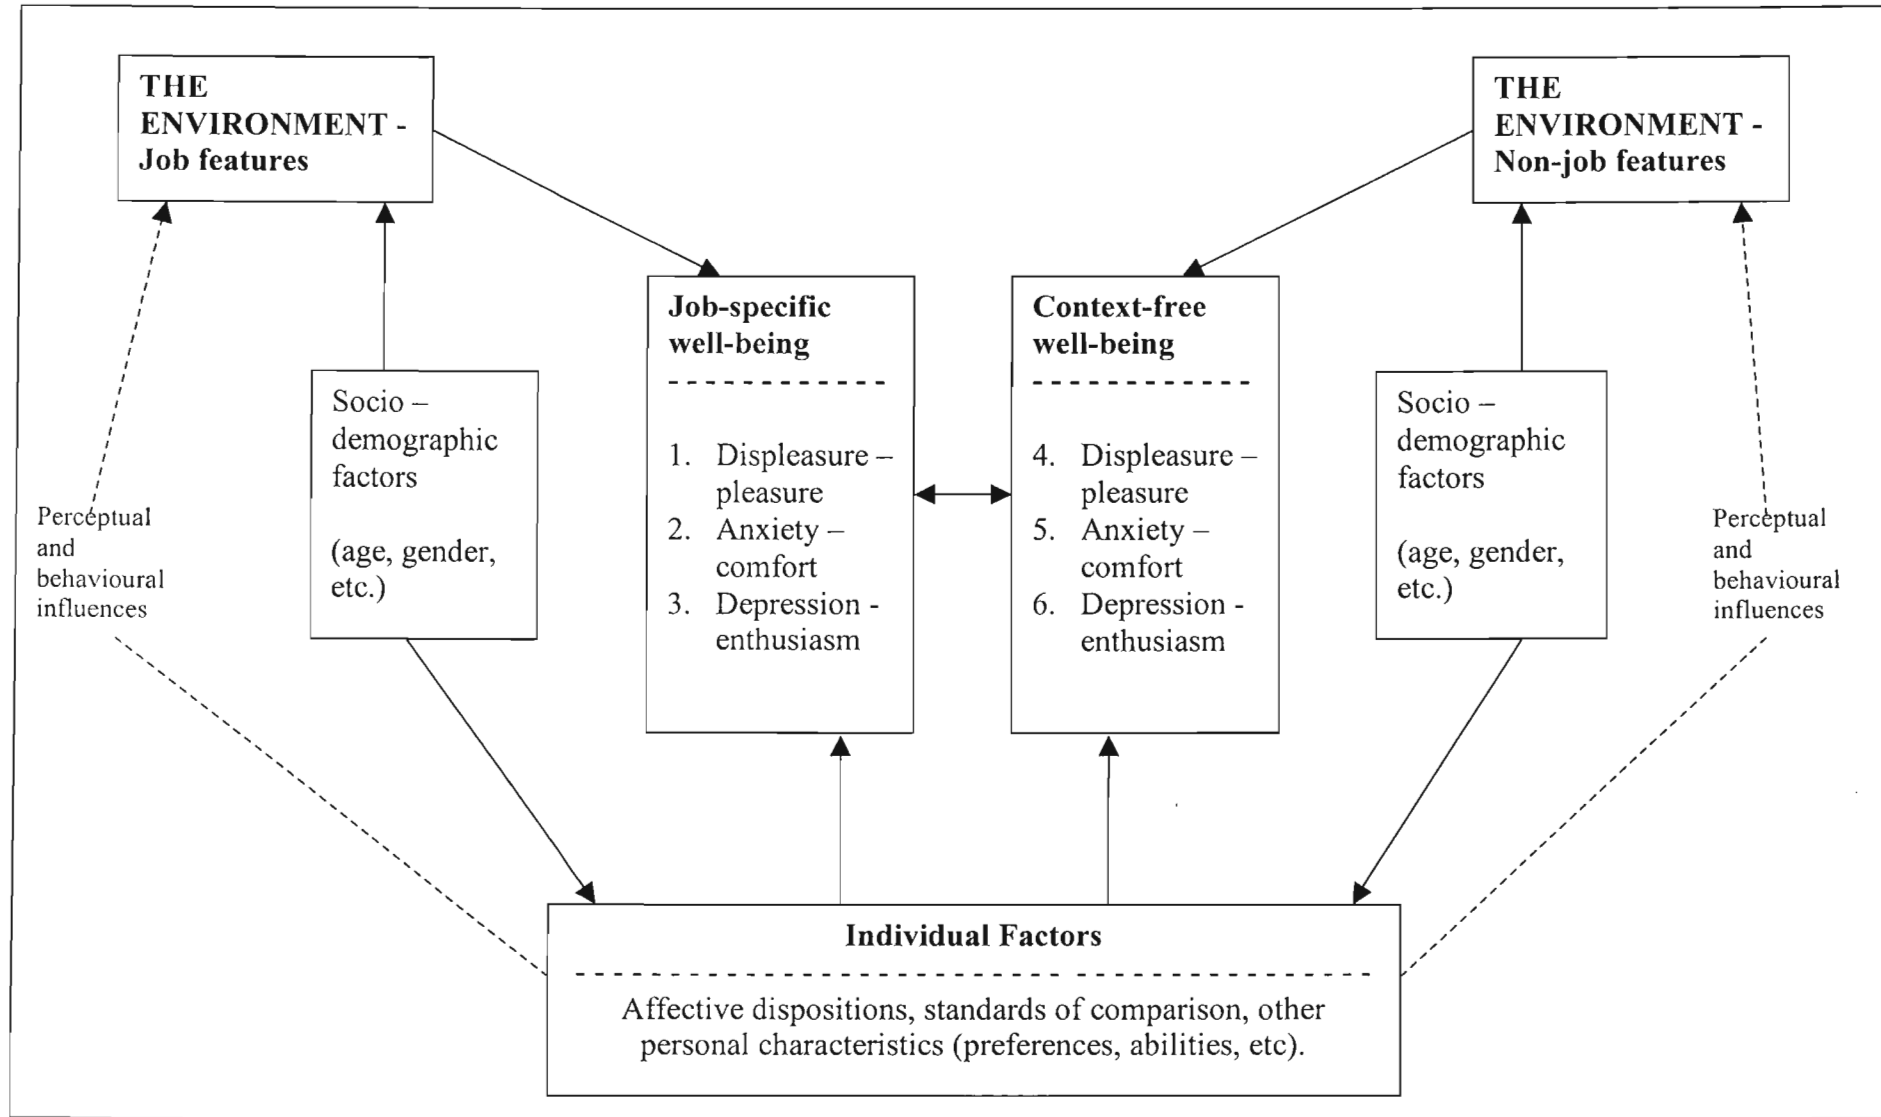 THE
ENVIRONMENT -
Job features
THE
ENVIRONMENT -
Non-job features
Job-specific
well-being
1. Displeasure –
pleasure
2. Anxiety –
comfort
3. Depression -
enthusiasm
Context-free
well-being
4. Displeasure –
pleasure
5. Anxiety –
comfort
6. Depression -
enthusiasm
Socio –
demographic
factors
(age, gender,
etc.)
Socio –
demographic
factors
(age, gender,
etc.)
Perceptual
and
behavioural
influences
Perceptual
and
behavioural
influences
Individual Factors
Affective dispositions, standards of comparison, other
personal characteristics (preferences, abilities, etc).